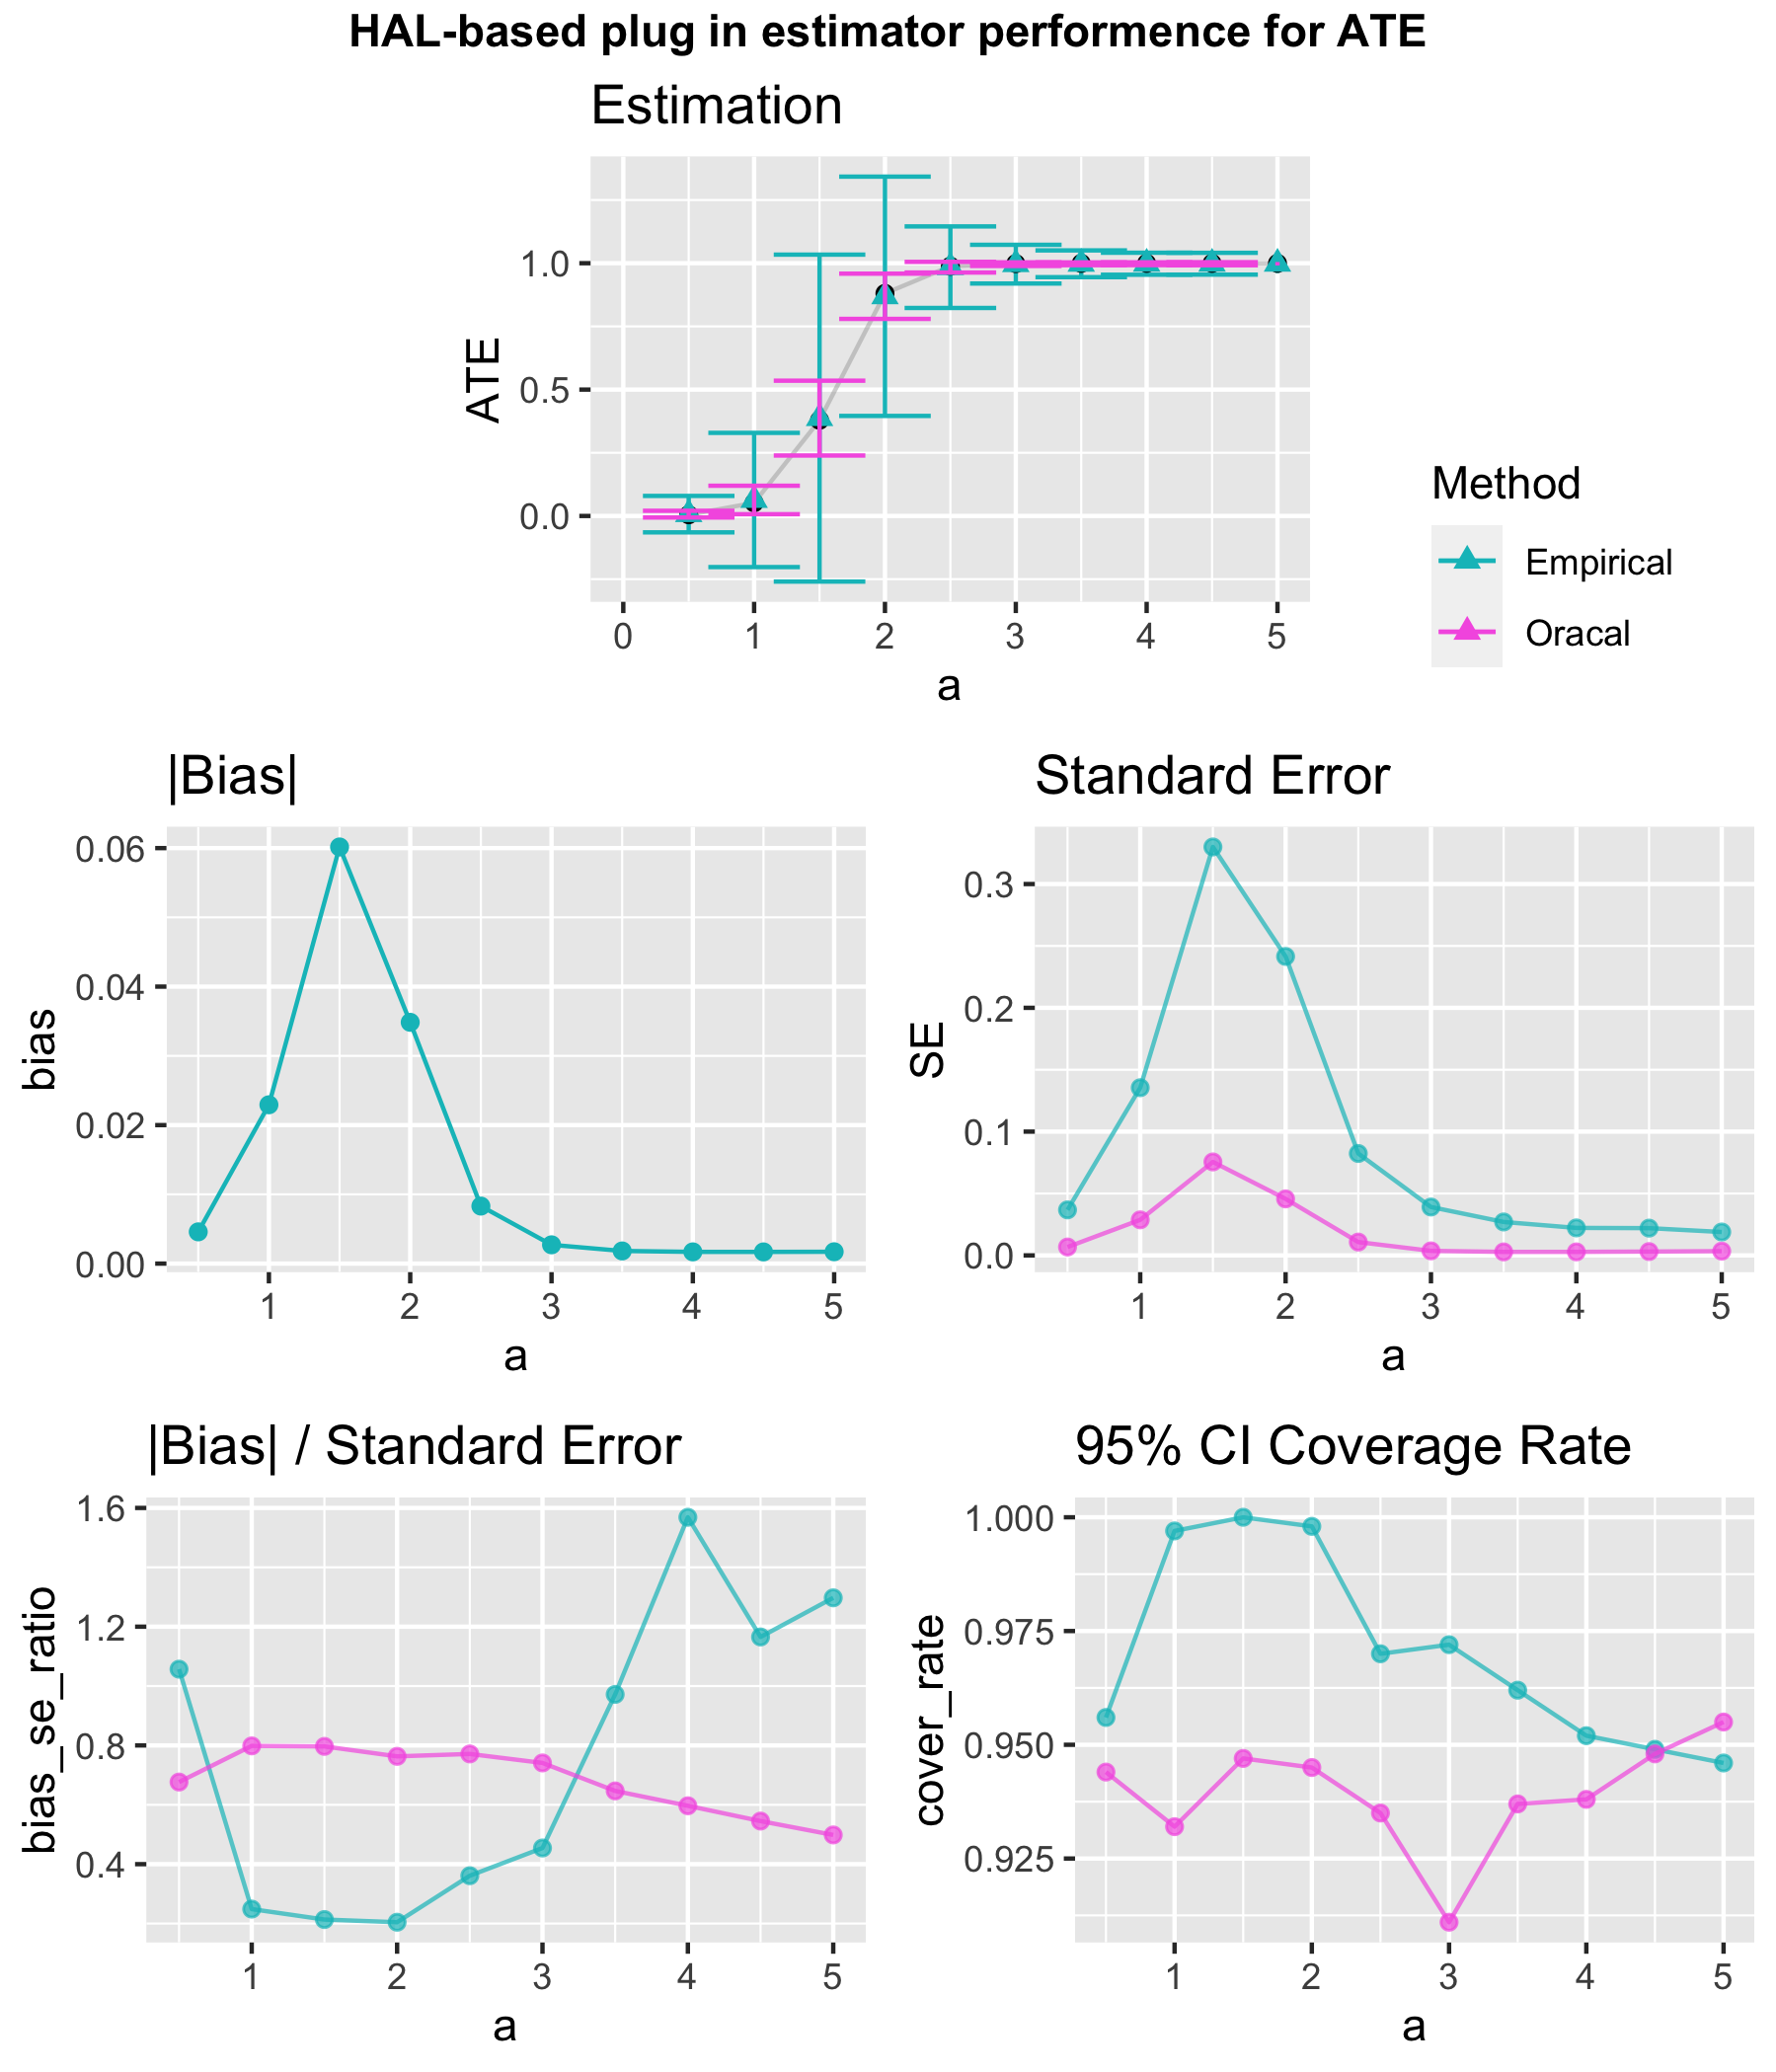 HAL-based plug in estimator performence for ATE
Estimation
1.0
0.5
0.0
ATE
0 1 2 3 4 5
a
Method
Empirical
Oracal
|Bias|
0.06
0.04
0.02
0.00
bias
1 2 3 4 5
a
Standard Error
0.3
0.2
0.1
0.0
SE
1 2 3 4 5
a
|Bias| / Standard Error
1.6
1.2
0.8
0.4
bias_se_ratio
1 2 3 4 5
a
95% CI Coverage Rate
1.000
0.975
0.950
0.925
cover_rate
1 2 3 4 5
a